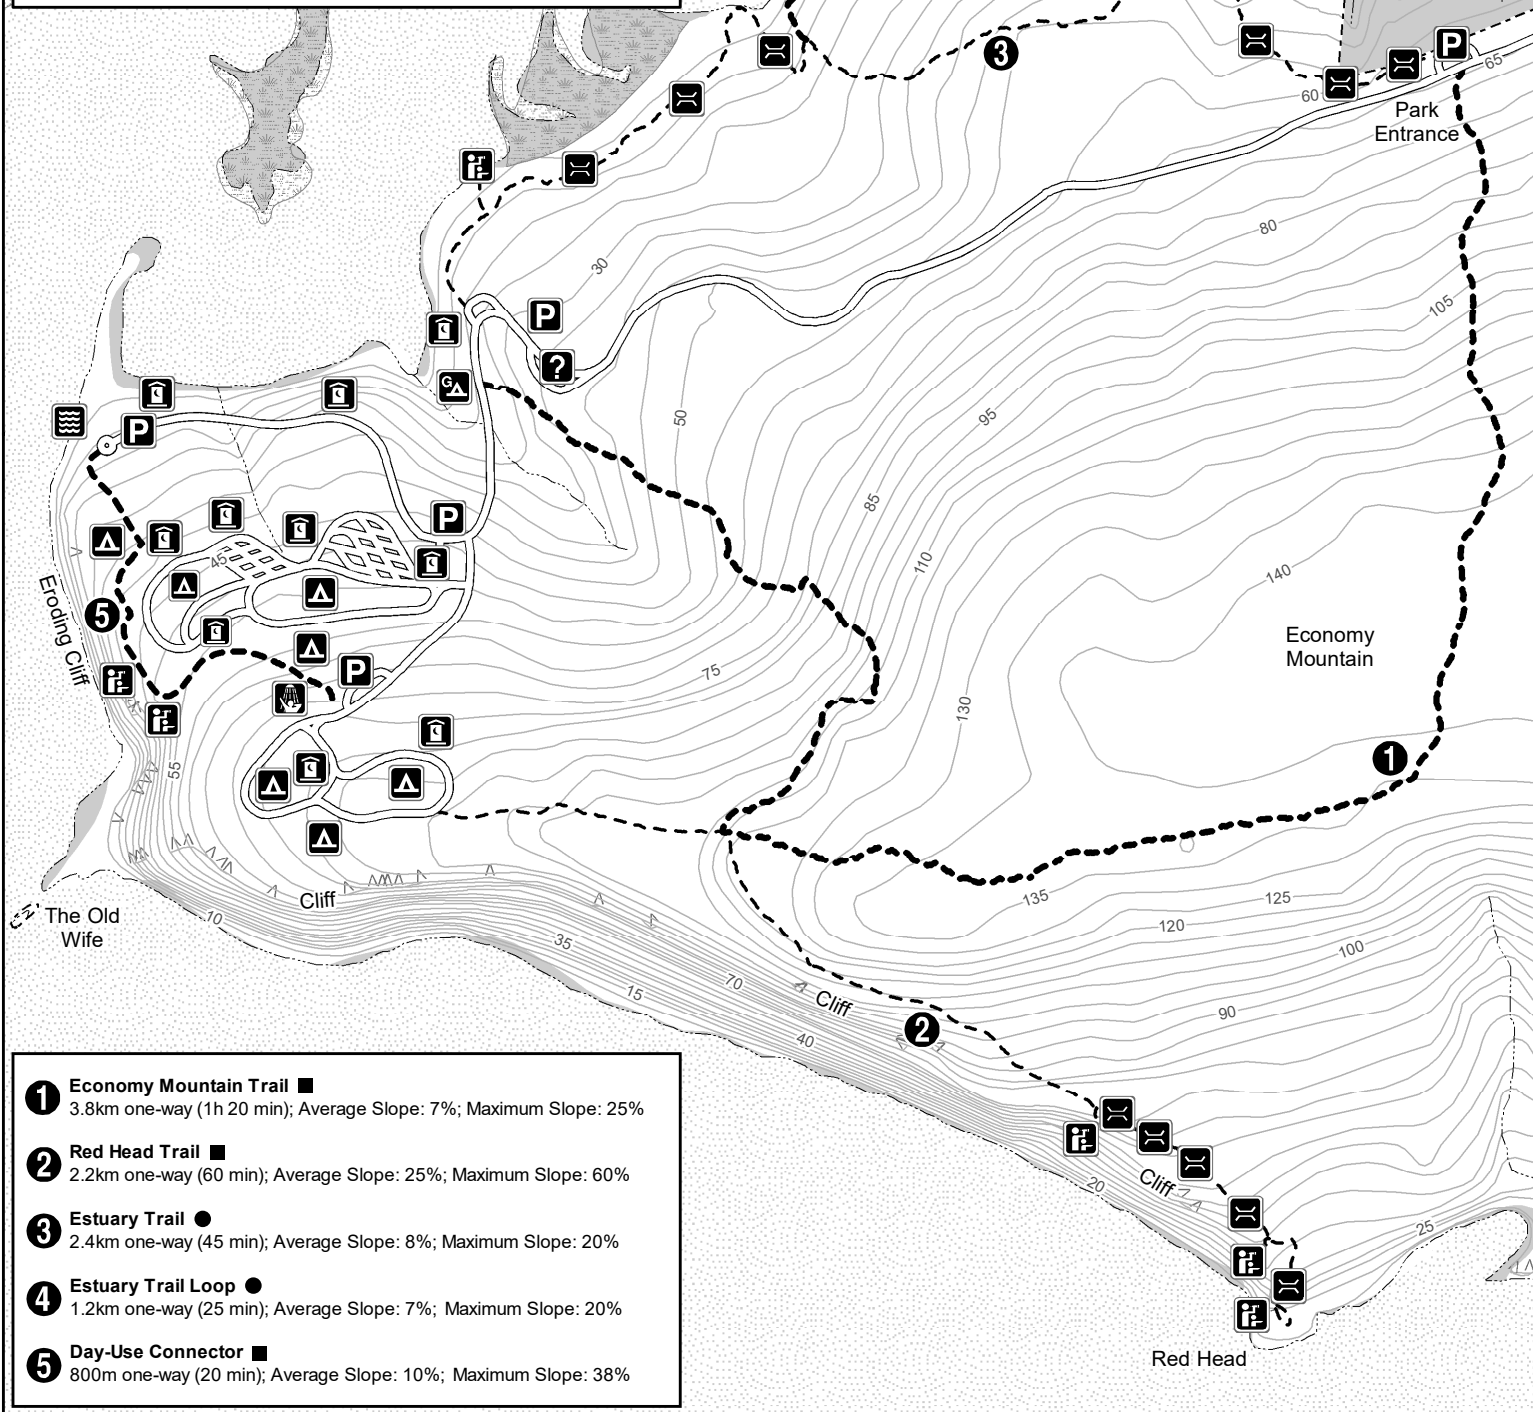 3
P
65
60
Park
Entrance
80
30
P
105
?
G
50
95
P
85
P
110
45
140
5
Eroding Cliff
Economy
Mountain
75
P
130
1
55
Cliff
135
125
The Old
Wife
10
120
35
100
70
15
Cliff
90
2
40
20
Cliff
25
Red Head
1 Economy Mountain Trail
3.8km one-way (1h 20 min); Average Slope: 7%; Maximum Slope: 25%
2 Red Head Trail
2.2km one-way (60 min); Average Slope: 25%; Maximum Slope: 60%
3 Estuary Trail
2.4km one-way (45 min); Average Slope: 8%; Maximum Slope: 20%
4 Estuary Trail Loop
1.2km one-way (25 min); Average Slope: 7%; Maximum Slope: 20%
5 Day-Use Connector
800m one-way (20 min); Average Slope: 10%; Maximum Slope: 38%